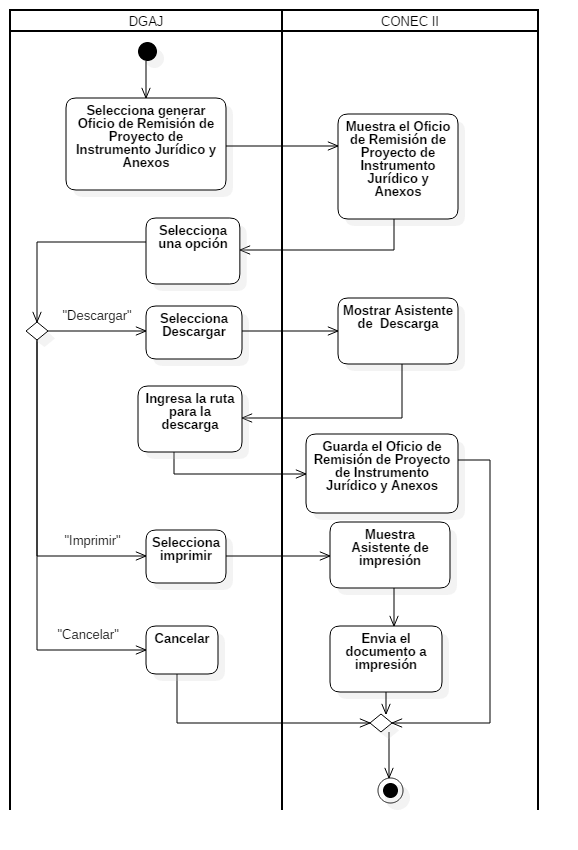 DGAJ
CONEC II
Selecciona generar
Oficio de Remisión de
Proyecto de
Instrumento Jurídico y
Anexos
Muestra el Oficio
de Remisión de
Proyecto de
Instrumento
Jurídico y
Anexos
Selecciona
una opción
"Descargar"
Selecciona
Descargar
Mostrar Asistente
de Descarga
Ingresa la ruta
para la
descarga
Guarda el Oficio de
Remisión de Proyecto
de Instrumento
Jurídico y Anexos
"Imprimir"
Selecciona
imprimir
Muestra
Asistente de
impresión
"Cancelar"
Cancelar
Envia el
documento a
impresión